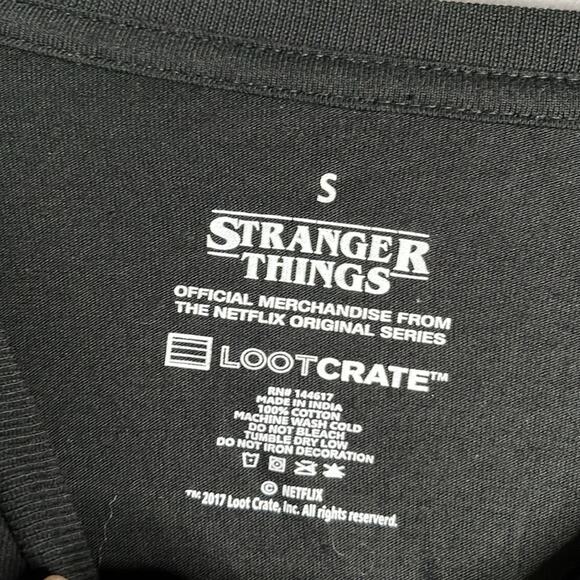 S
STRANGER
THINGS
OFFICIAL MERCHANDISE FROM
THE NETFLIX ORIGINAL SERIES
LOOTCRATE™
RN# 144617
MADE IN INDIA
100% COTTON
MACHINE WASH COLD
DO NOT BLEACH
TUMBLE DRY LOW
DO NOT IRON DECORATION
© NETFLIX
™ 2017 Loot Crate, Inc. All rights reserverd.